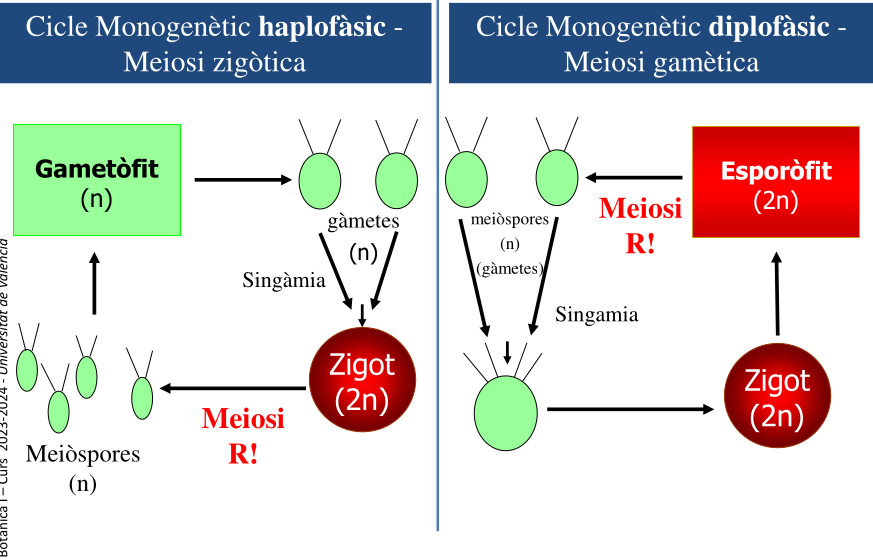 Cicle Monogenètic haplofàsic -
Meiosi zigòtica
Gametòfit
(n)
gàmetes
(n)
Singàmia
Zigot
(2n)
Meiosi
R!
Meiòspores
(n)
Cicle Monogenètic diplofàsic -
Meiosi gamètica
Esporòfit
(2n)
Meiosi
R!
meiòspores
(n)
(gàmetes)
Singamia
Zigot
(2n)
Botànica I – Curs 2023-2024 - Universitat de València